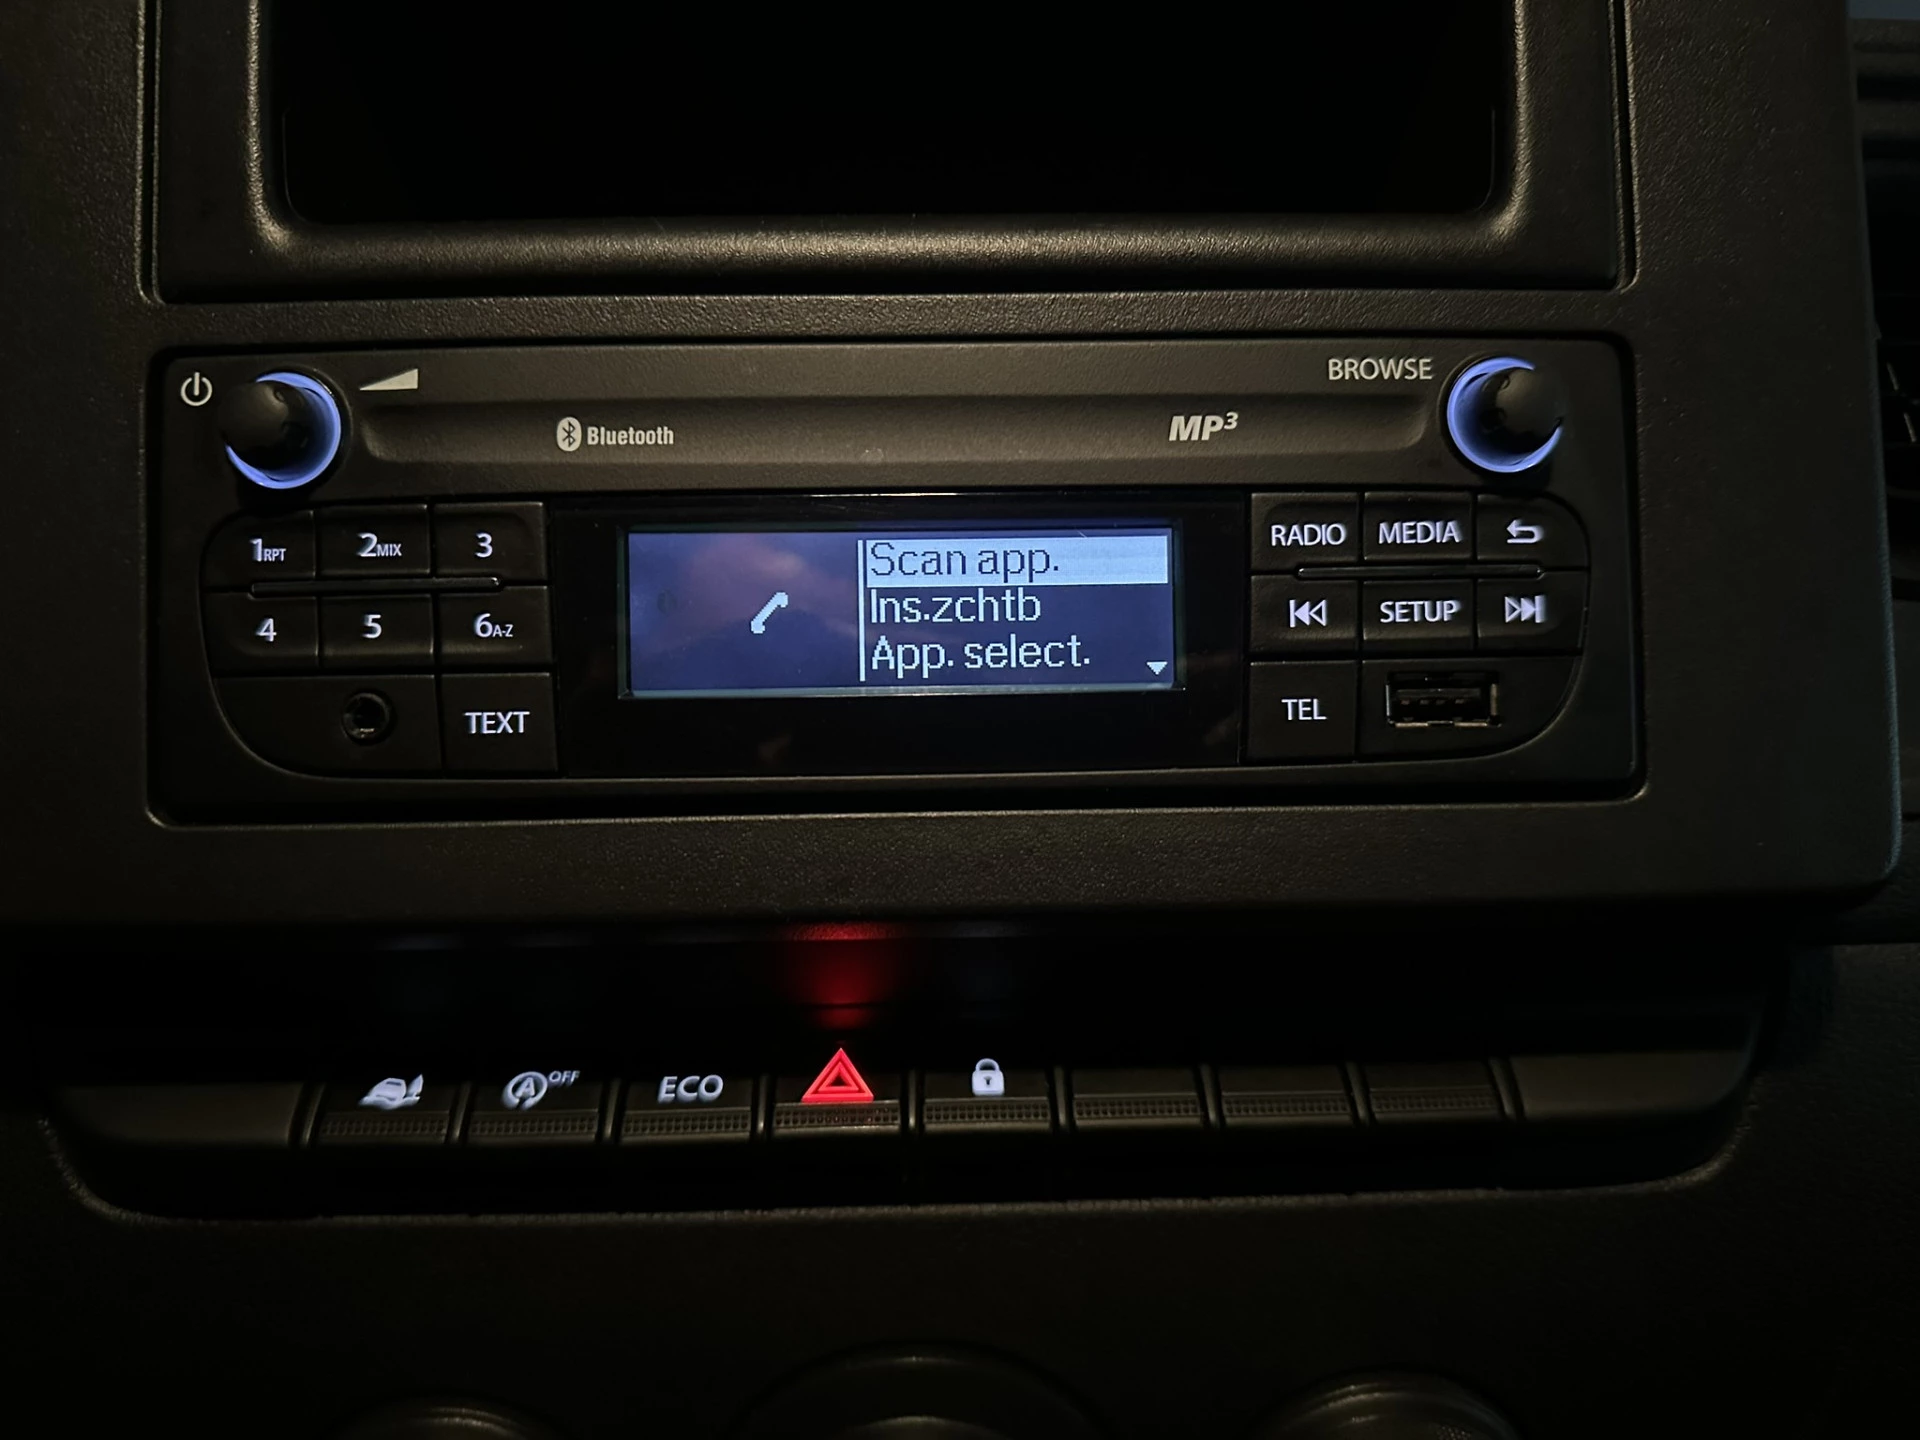 BROWSE
Bluetooth
MP3
1RPT 2MIX 3
Scan app.
RADIO MEDIA
Ins.zchtb
4 5 6A-Z
SETUP
App. select.
TEXT
TEL
A OFF
ECO